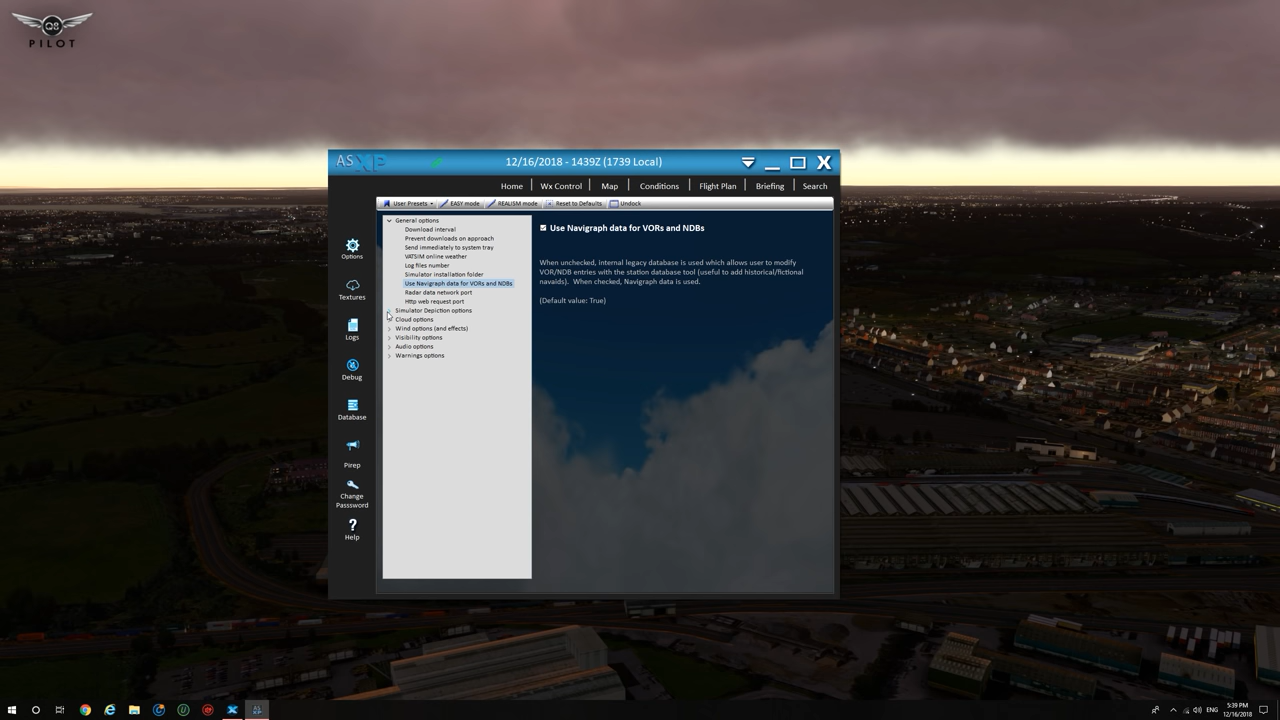 Q8
PILOT
ASXP
12/16/2018 - 1439Z (1739 Local)
Home
Wx Control
Map
Conditions
Flight Plan
Briefing
Search
User Presets
EASY mode
REALISM mode
Reset to Defaults
Undock
Options
Textures
Logs
Debug
Database
Pirep
Change
Passsword
Help
General options
Download interval
Prevent downloads on approach
Send immediately to system tray
VATSIM online weather
Log files number
Simulator installation folder
Use Navigraph data for VORs and NDBs
Radar data network port
Http web request port
Simulator Depiction options
Cloud options
Wind options (and effects)
Visibility options
Audio options
Warnings options
Use Navigraph data for VORs and NDBs
When unchecked, internal legacy database is used which allows user to modify
VOR/NDB entries with the station database tool (useful to add historical/fictional
navaids). When checked, Navigraph data is used.
(Default value: True)
ENG
5:39 PM
12/16/2018